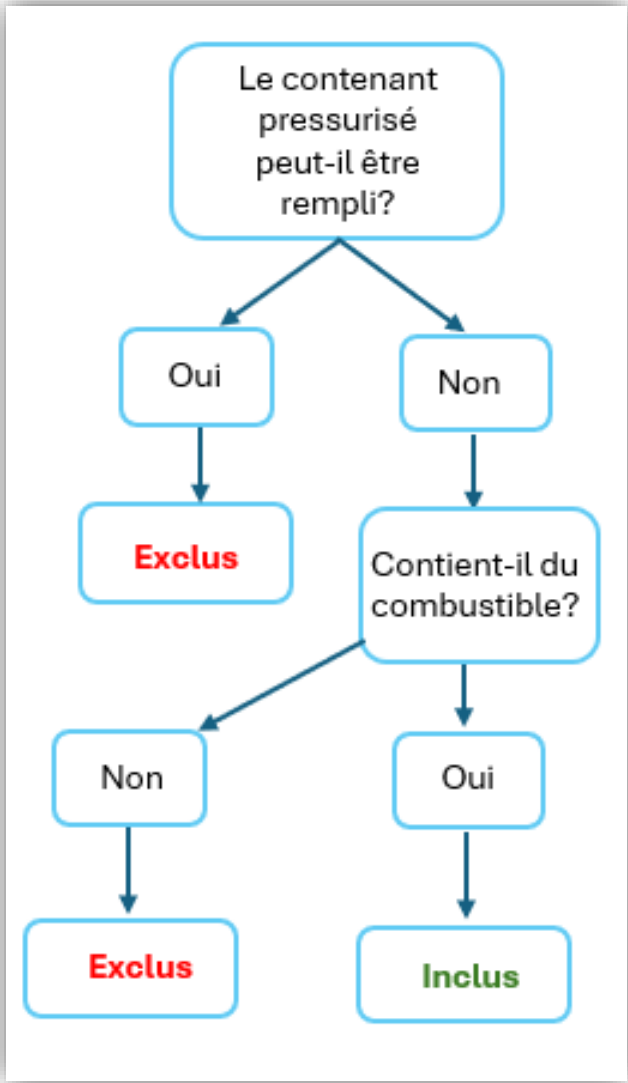 Le contenant
pressurisé
peut-il être
rempli?
Oui
Non
Exclus
Contient-il du
combustible?
Non
Oui
Exclus
Inclus